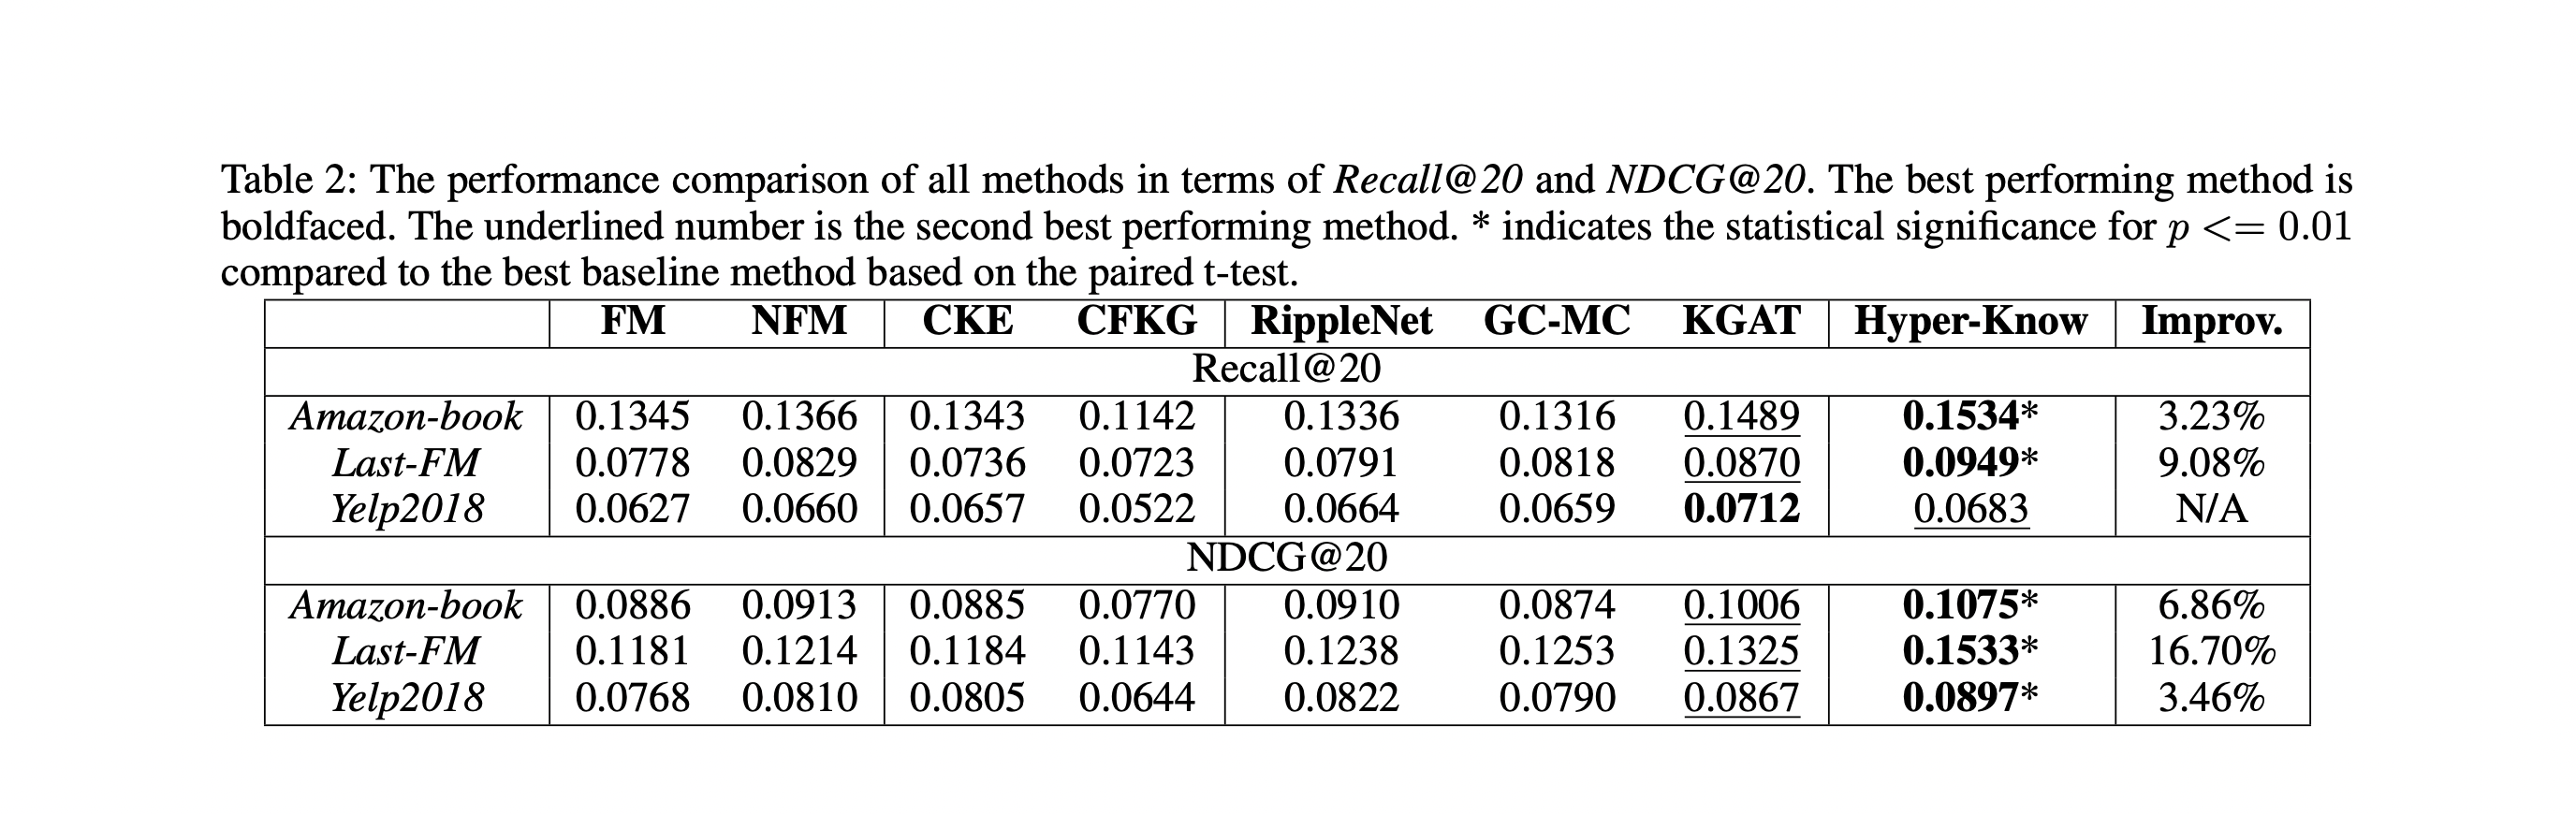 Table 2: The performance comparison of all methods in terms of Recall@20 and NDCG@20. The best performing method is
boldfaced. The underlined number is the second best performing method. * indicates the statistical significance for p <= 0.01
compared to the best baseline method based on the paired t-test.
FM NFM CKE CFKG RippleNet GC-MC KGAT Hyper-Know Improv.
Recall@20
Amazon-book 0.1345 0.1366 0.1343 0.1142 0.1336 0.1316 0.1489 0.1534* 3.23%
Last-FM 0.0778 0.0829 0.0736 0.0723 0.0791 0.0818 0.0870 0.0949* 9.08%
Yelp2018 0.0627 0.0660 0.0657 0.0522 0.0664 0.0659 0.0712 0.0683 N/A
NDCG@20
Amazon-book 0.0886 0.0913 0.0885 0.0770 0.0910 0.0874 0.1006 0.1075* 6.86%
Last-FM 0.1181 0.1214 0.1184 0.1143 0.1238 0.1253 0.1325 0.1533* 16.70%
Yelp2018 0.0768 0.0810 0.0805 0.0644 0.0822 0.0790 0.0867 0.0897* 3.46%